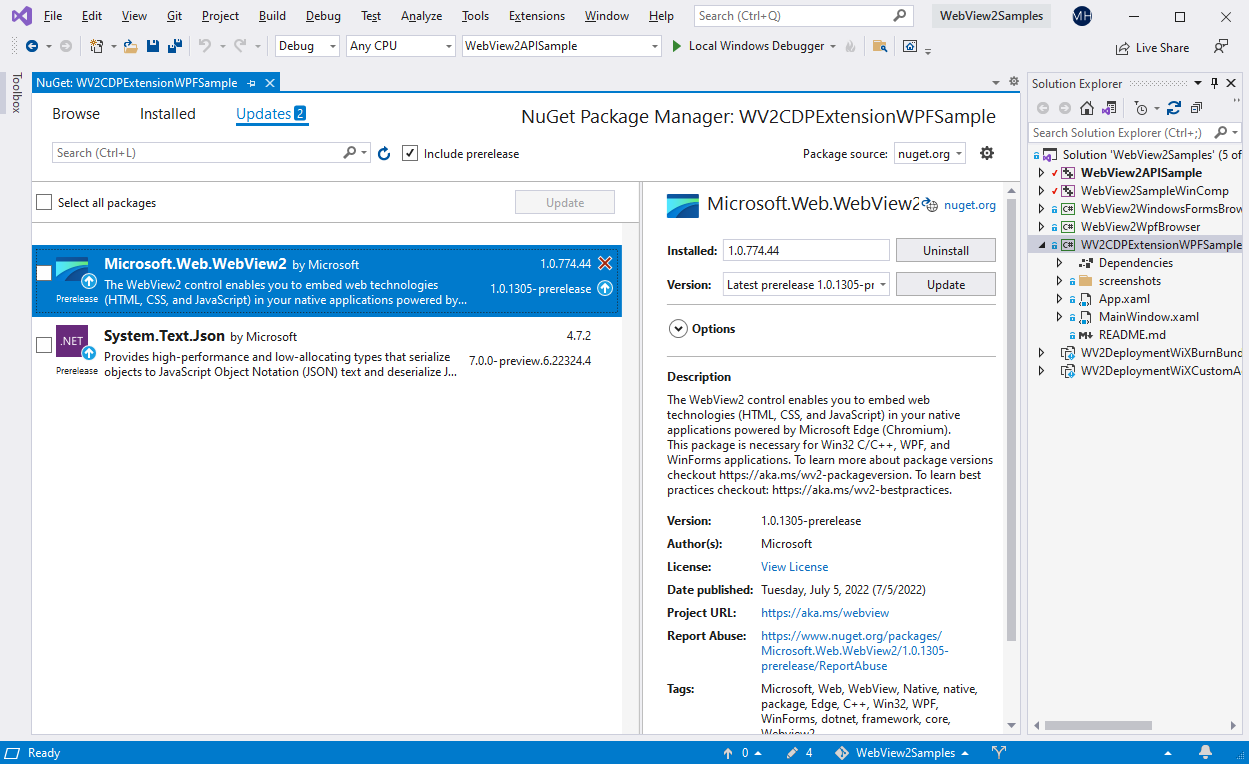 File Edit View Git Project Build Debug Test Analyze Tools Extensions Window Help Search (Ctrl+Q) WebView2Samples MH
Debug Any CPU WebView2APISample Local Windows Debugger Live Share
Toolbox
NuGet: WV2CDPExtensionWPFSample
Browse Installed Updates 2
NuGet Package Manager: WV2CDPExtensionWPFSample
Search (Ctrl+L) Include prerelease
Package source: nuget.org
Select all packages Update
Microsoft.Web.WebView2 by Microsoft 1.0.774.44
The WebView2 control enables you to embed web technologies 1.0.1305-prerelease
(HTML, CSS, and JavaScript) in your native applications powered by...
Prerelease
.NET
System.Text.Json by Microsoft 4.7.2
Provides high-performance and low-allocating types that serialize 7.0.0-preview.6.22324.4
objects to JavaScript Object Notation (JSON) text and deserialize J...
Prerelease
Microsoft.Web.WebView2 nuget.org
Installed: 1.0.774.44 Uninstall
Version: Latest prerelease 1.0.1305-pr Update
Options
Description
The WebView2 control enables you to embed web
technologies (HTML, CSS, and JavaScript) in your native
applications powered by Microsoft Edge (Chromium).
This package is necessary for Win32 C/C++, WPF, and
WinForms applications. To learn more about package versions
checkout https://aka.ms/wv2-packageversion. To learn best
practices checkout: https://aka.ms/wv2-bestpractices.
Version: 1.0.1305-prerelease
Author(s): Microsoft
License: View License
Date published: Tuesday, July 5, 2022 (7/5/2022)
Project URL: https://aka.ms/webview
Report Abuse: https://www.nuget.org/packages/
Microsoft.Web.WebView2/1.0.1305-
prerelease/ReportAbuse
Tags: Microsoft, Web, WebView, Native, native,
package, Edge, C++, Win32, WPF,
WinForms, dotnet, framework, core,
Webview2
Solution Explorer
Search Solution Explorer (Ctrl+;)
Solution 'WebView2Samples' (5 of
WebView2APISample
WebView2SampleWinComp
C# WebView2WindowsFormsBrow
C# WebView2WpfBrowser
C# WV2CDPExtensionWPFSample
Dependencies
screenshots
App.xaml
MainWindow.xaml
M README.md
WV2DeploymentWiXBurnBund
WV2DeploymentWiXCustomA
Ready 0 4 WebView2Samples